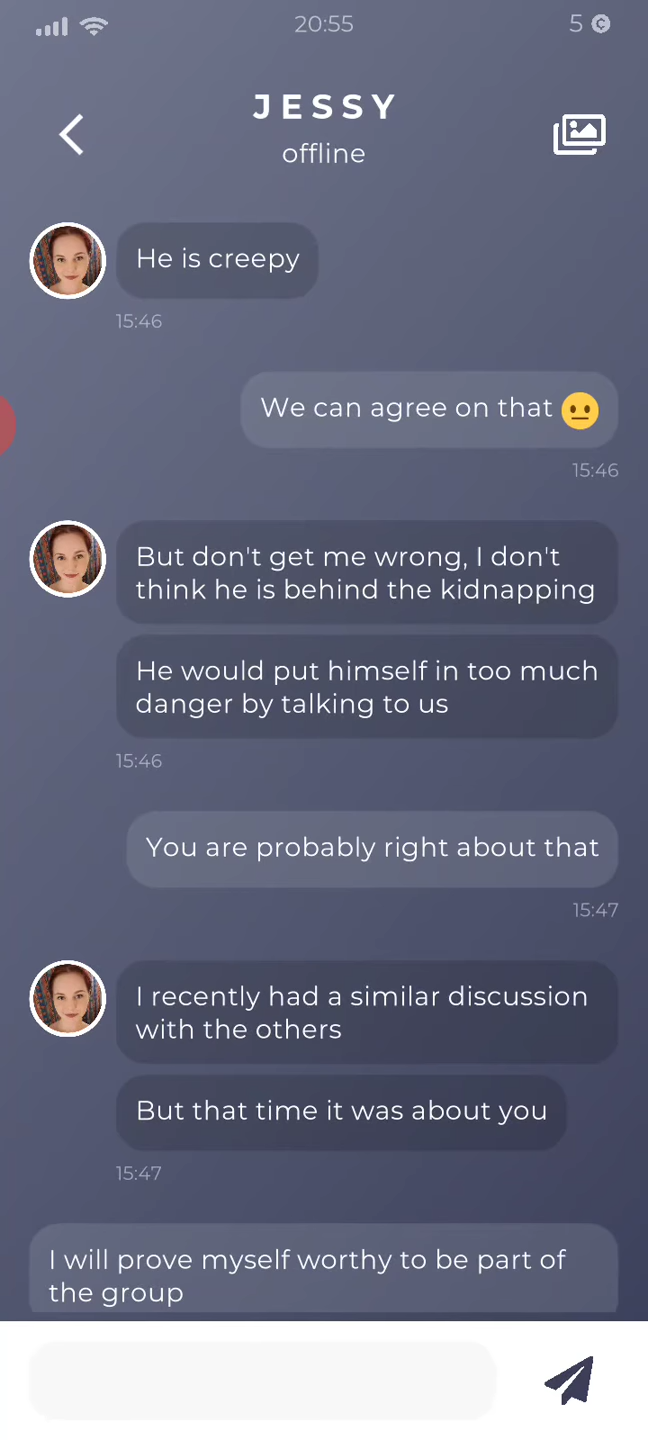 20:55
5
JESSY
offline
He is creepy
15:46
We can agree on that 😐
15:46
But don't get me wrong, I don't
think he is behind the kidnapping
He would put himself in too much
danger by talking to us
15:46
You are probably right about that
15:47
I recently had a similar discussion
with the others
But that time it was about you
15:47
I will prove myself worthy to be part of
the group